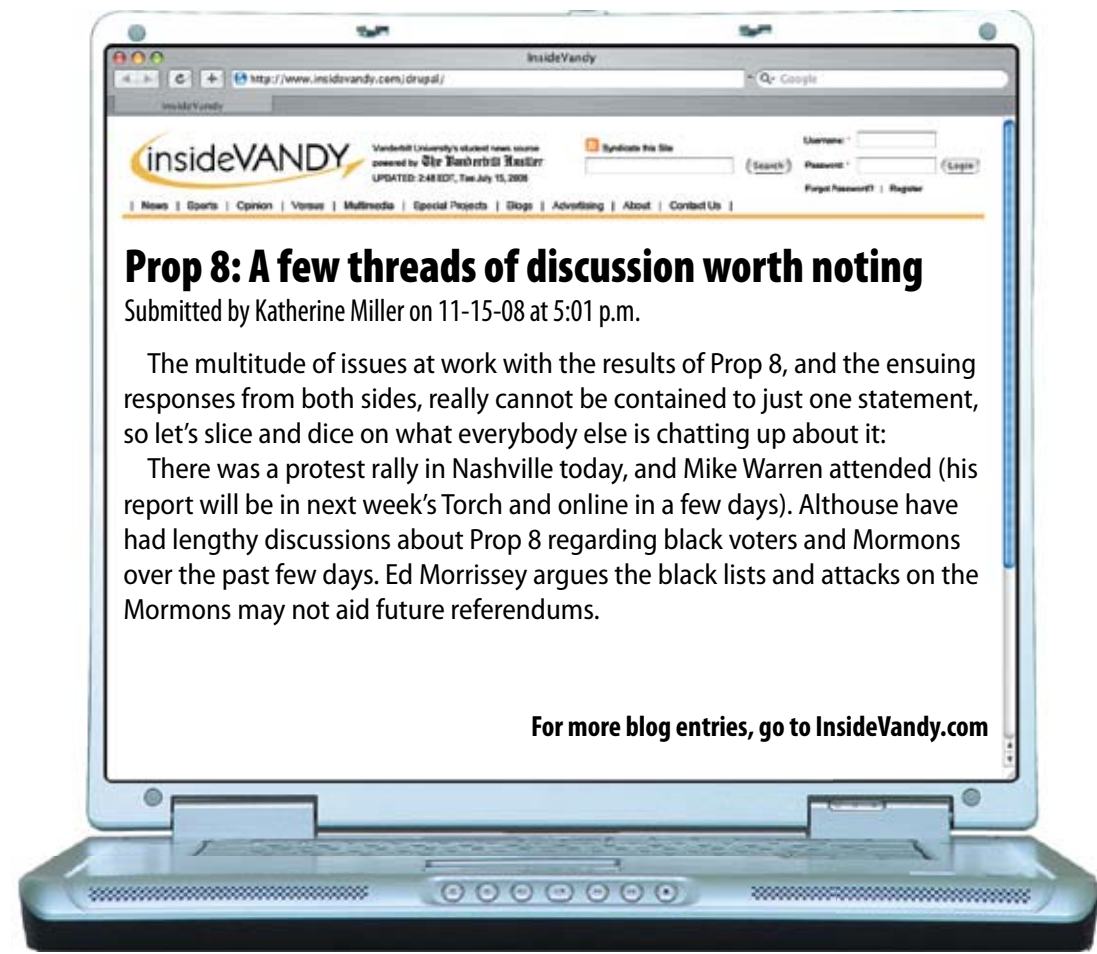 InsideVandy
http://www.insidevandy.com/drupal/
Google
InsideVandy
insideVANDY
Vanderbilt University's student news source
powered by The Vanderbilt Hustler
UPDATED: 2:48 EDT, Tue July 15, 2008
Syndicate this Site
Search
Username: *
Password: *
Login
Forgot Password? | Register
| News | Sports | Opinion | Versus | Multimedia | Special Projects | Blogs | Advertising | About | Contact Us |
Prop 8: A few threads of discussion worth noting
Submitted by Katherine Miller on 11-15-08 at 5:01 p.m.
The multitude of issues at work with the results of Prop 8, and the ensuing
responses from both sides, really cannot be contained to just one statement,
so let’s slice and dice on what everybody else is chatting up about it:
There was a protest rally in Nashville today, and Mike Warren attended (his
report will be in next week’s Torch and online in a few days). Althouse have
had lengthy discussions about Prop 8 regarding black voters and Mormons
over the past few days. Ed Morrissey argues the black lists and attacks on the
Mormons may not aid future referendums.
For more blog entries, go to InsideVandy.com